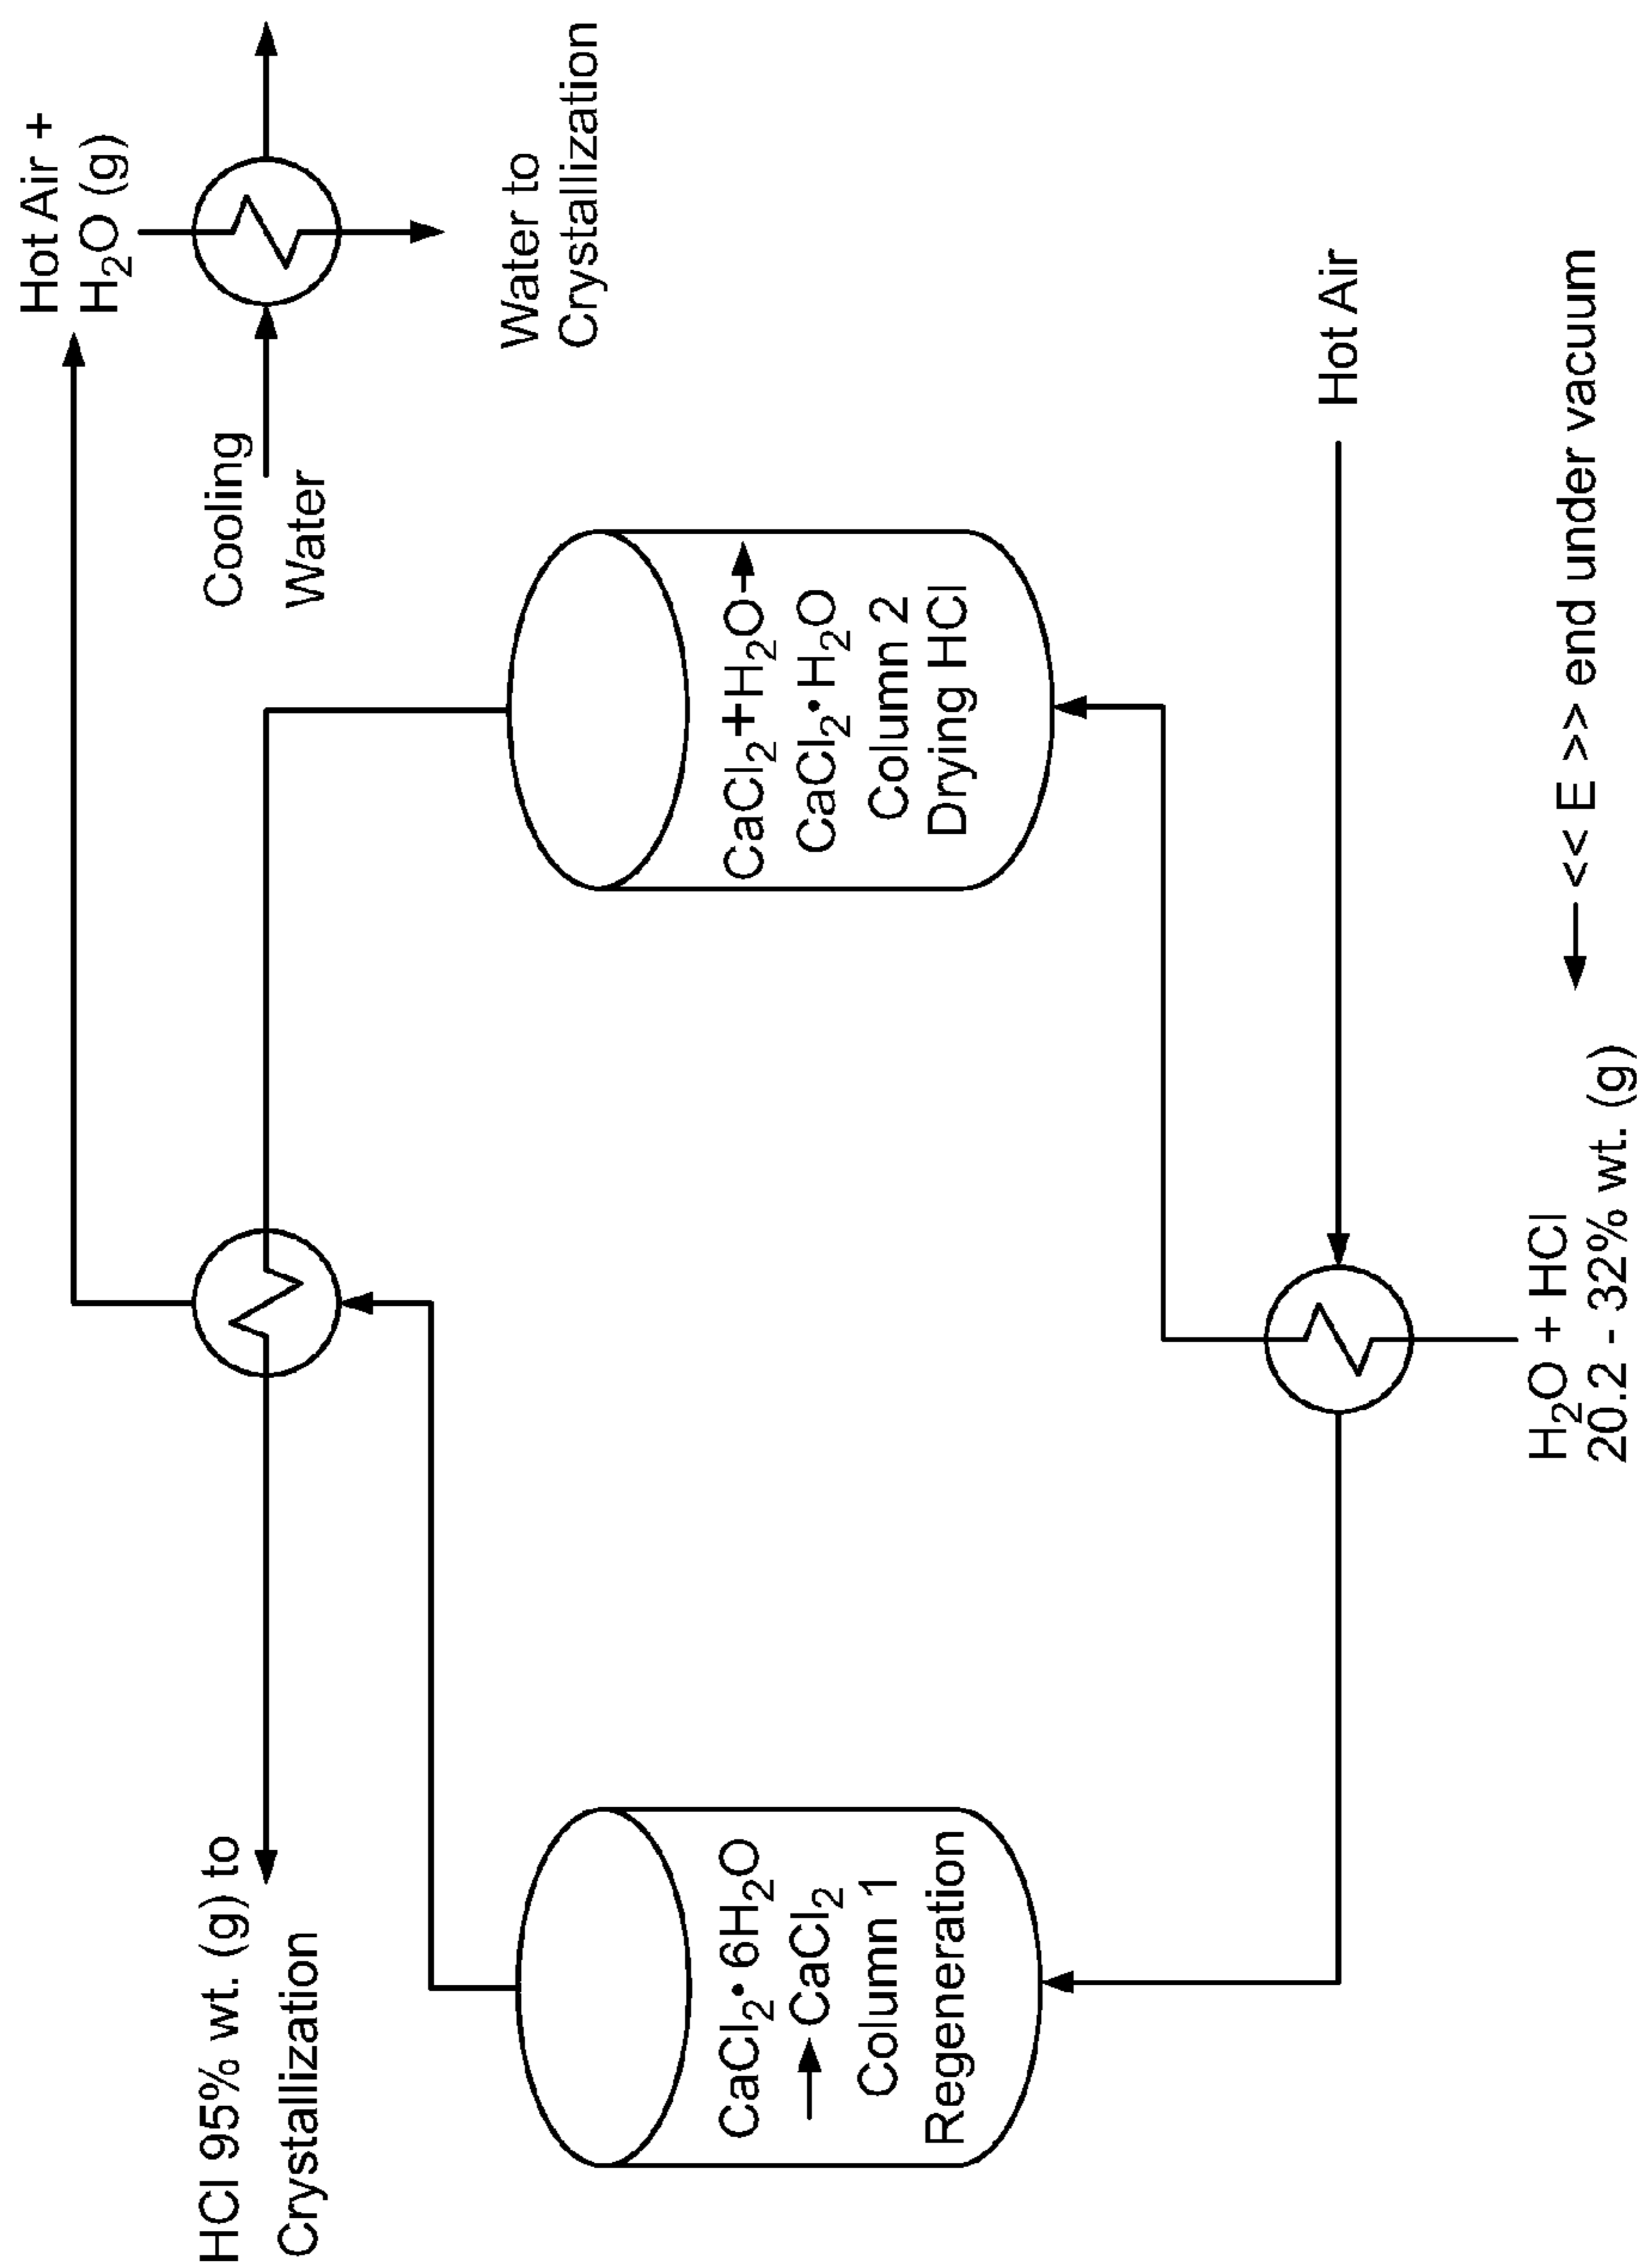 HCl 95% wt. (g) to
Crystallization
Hot Air +
H₂O (g)
Cooling
Water
Water to
Crystallization
CaCl₂•6H₂O
→ CaCl₂
Column 1
Regeneration
CaCl₂+H₂O→
CaCl₂•H₂O
Column 2
Drying HCl
Hot Air
H₂O + HCl
20.2 - 32% wt. (g)
← << E >> end under vacuum